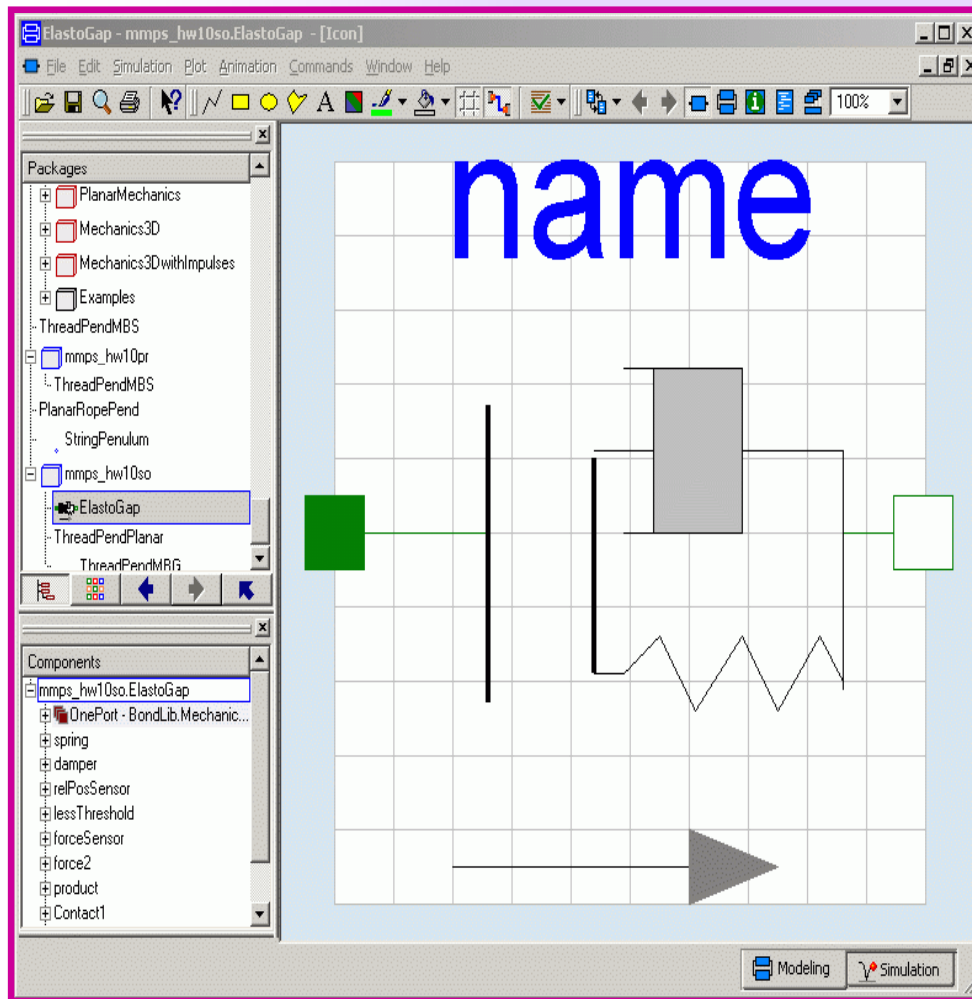 ElastoGap - mmps_hw10so.ElastoGap - [Icon]
File Edit Simulation Plot Animation Commands Window Help
A
100%
Packages
PlanarMechanics
Mechanics3D
Mechanics3DwithImpulses
Examples
ThreadPendMBS
mmps_hw10pr
ThreadPendMBS
PlanarRopePend
StringPenulum
mmps_hw10so
ElastoGap
ThreadPendPlanar
ThreadPendMBG
Components
mmps_hw10so.ElastoGap
OnePort - BondLib.Mechanic...
spring
damper
relPosSensor
lessThreshold
forceSensor
force2
product
Contact1
name
Modeling
Simulation